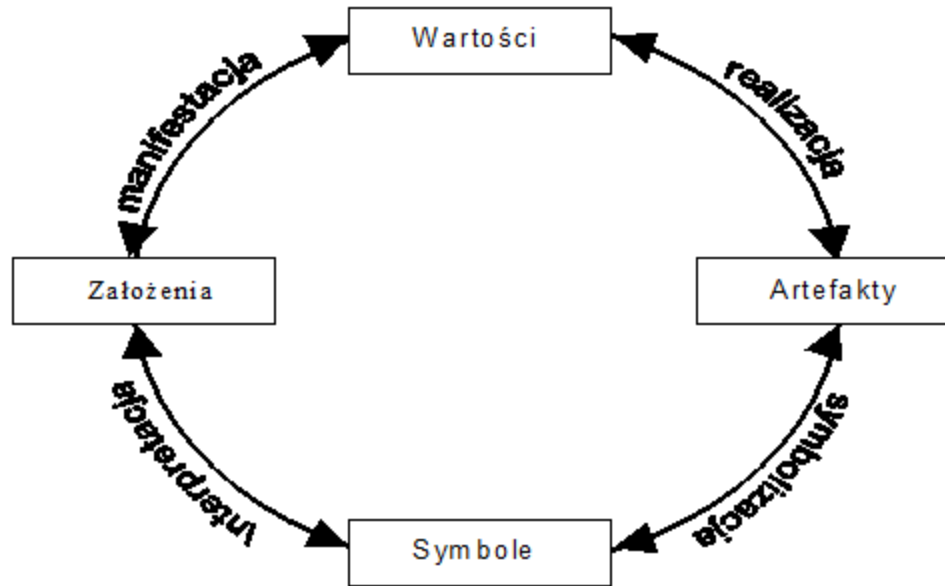 Wartości
manifestacja
realizacja
Założenia
Artefakty
interpretacja
symbolizacja
Symbole